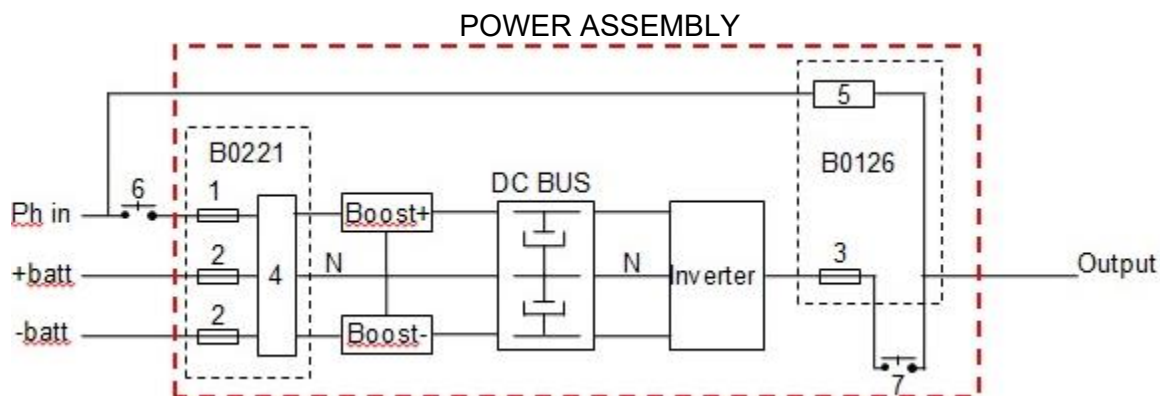 POWER ASSEMBLY
5
B0221
B0126
6
1
DC BUS
Ph in
Boost+
2
3
+batt
4
N
N
Inverter
Output
2
-batt
Boost-
7